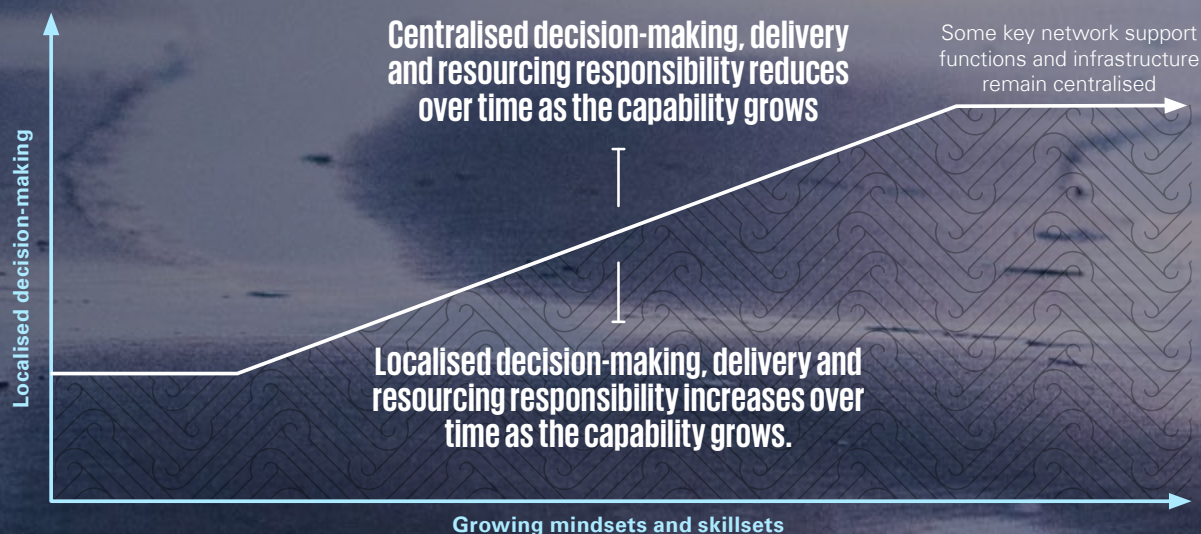 Centralised decision-making, delivery
and resourcing responsibility reduces
over time as the capability grows
Some key network support
functions and infrastructure
remain centralised
Localised decision-making
Localised decision-making, delivery and
resourcing responsibility increases over
time as the capability grows.
Growing mindsets and skillsets